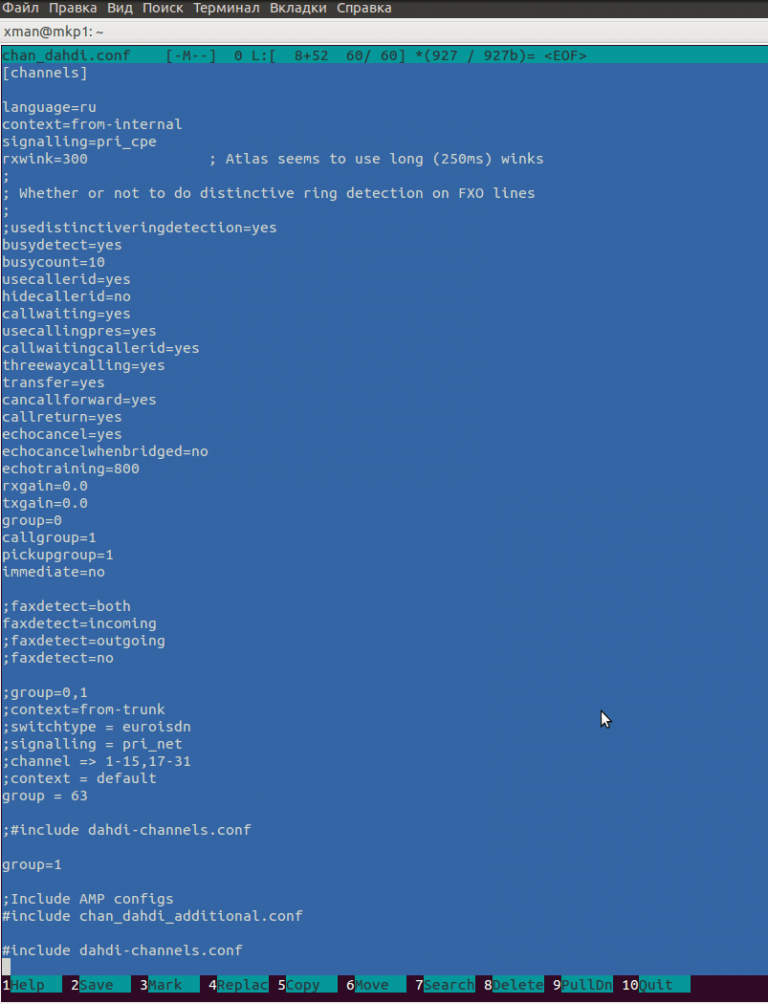 Файл Правка Вид Поиск Терминал Вкладки Справка
xman@mkp1: ~
chan_dahdi.conf [-M--] 0 L:[ 8+52 60/ 60] *(927 / 927b)= <EOF>
[channels]
language=ru
context=from-internal
signalling=pri_cpe
rxwink=300 ; Atlas seems to use long (250ms) winks
;
; Whether or not to do distinctive ring detection on FXO lines
;
;usedistinctiveringdetection=yes
busydetect=yes
busycount=10
usecallerid=yes
hidecallerid=no
callwaiting=yes
usecallingpres=yes
callwaitingcallerid=yes
threewaycalling=yes
transfer=yes
cancallforward=yes
callreturn=yes
echocancel=yes
echocancelwhenbridged=no
echotraining=800
rxgain=0.0
txgain=0.0
group=0
callgroup=1
pickupgroup=1
immediate=no
;faxdetect=both
faxdetect=incoming
;faxdetect=outgoing
;faxdetect=no
;group=0,1
;context=from-trunk
;switchtype = euroisdn
;signalling = pri_net
;channel => 1-15,17-31
;context = default
group = 63
;#include dahdi-channels.conf
group=1
;Include AMP configs
#include chan_dahdi_additional.conf
#include dahdi-channels.conf
1Help 2Save 3Mark 4Replac 5Copy 6Move 7Search 8Delete 9PullDn 10Quit